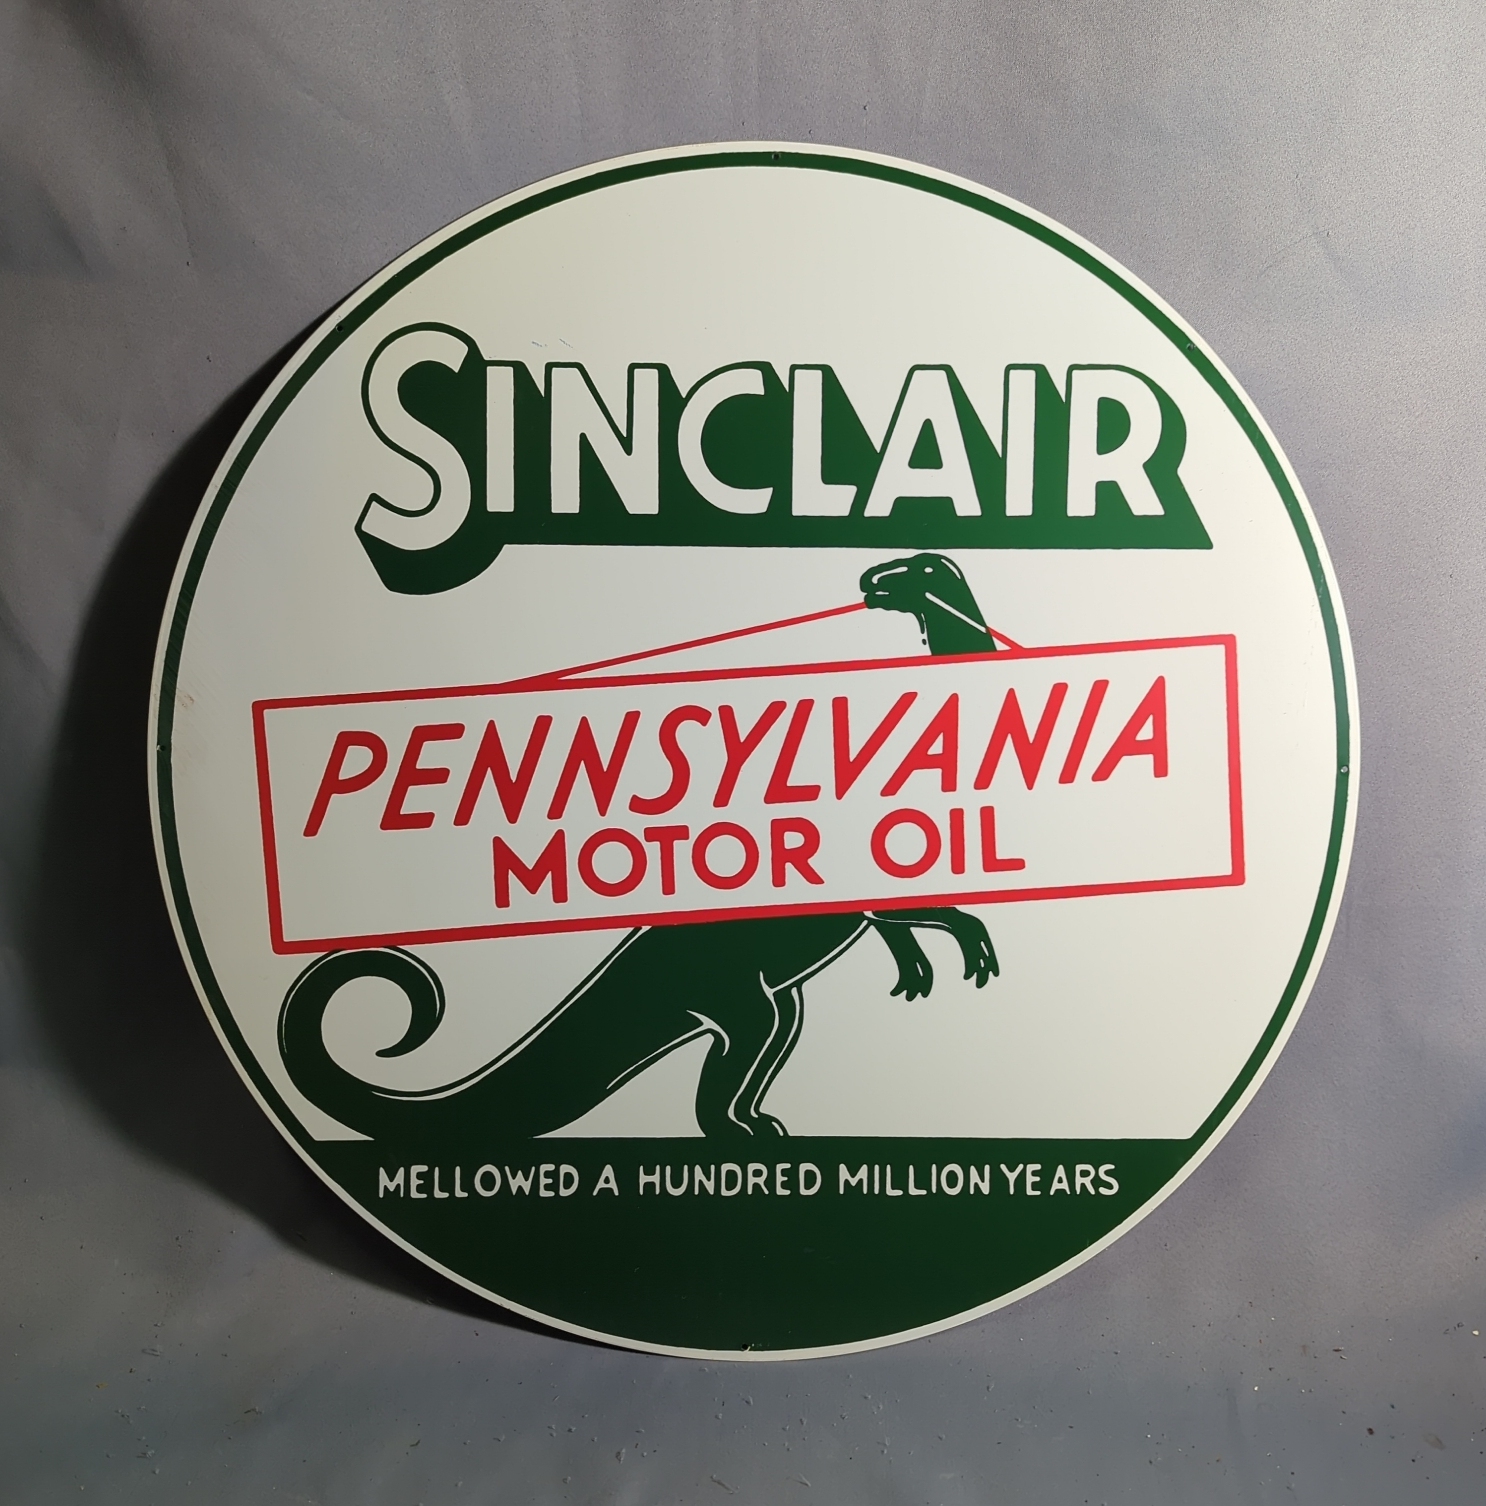 SINCLAIR
PENNSYLVANIA
MOTOR OIL
MELLOWED A HUNDRED MILLION YEARS